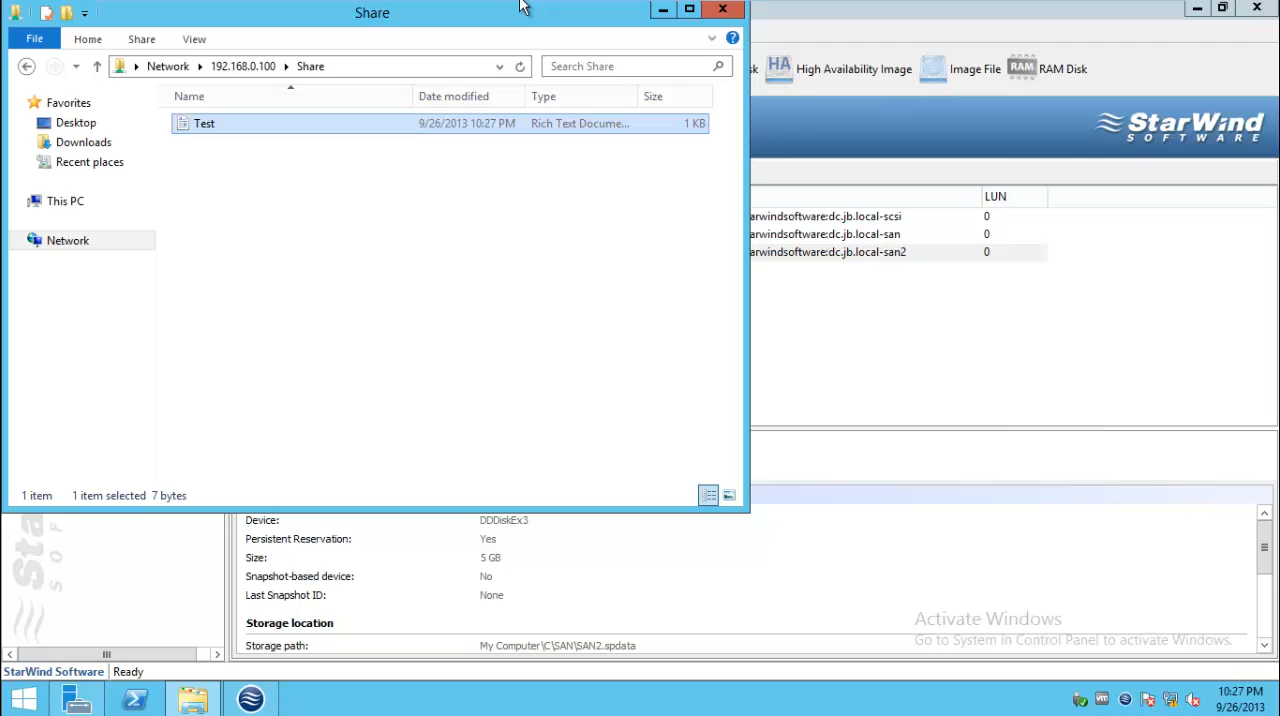 Share
File Home Share View
Network 192.168.0.100 Share
Search Share
Name Date modified Type Size
Test 9/26/2013 10:27 PM Rich Text Docume... 1 KB
Favorites
Desktop
Downloads
Recent places
This PC
Network
1 item 1 item selected 7 bytes
sk High Availability Image Image File RAM RAM Disk
HA
StarWind
SOFTWARE
LUN
arwindsoftware:dc.jb.local-scsi 0
arwindsoftware:dc.jb.local-san 0
arwindsoftware:dc.jb.local-san2 0
Device: DDDiskEx3
Persistent Reservation: Yes
Size: 5 GB
Snapshot-based device: No
Last Snapshot ID: None
Storage location
Storage path: My Computer\C\SAN\SAN2.spdata
Activate Windows
Go to System in Control Panel to activate Windows.
StarWind Software Ready
10:27 PM
9/26/2013